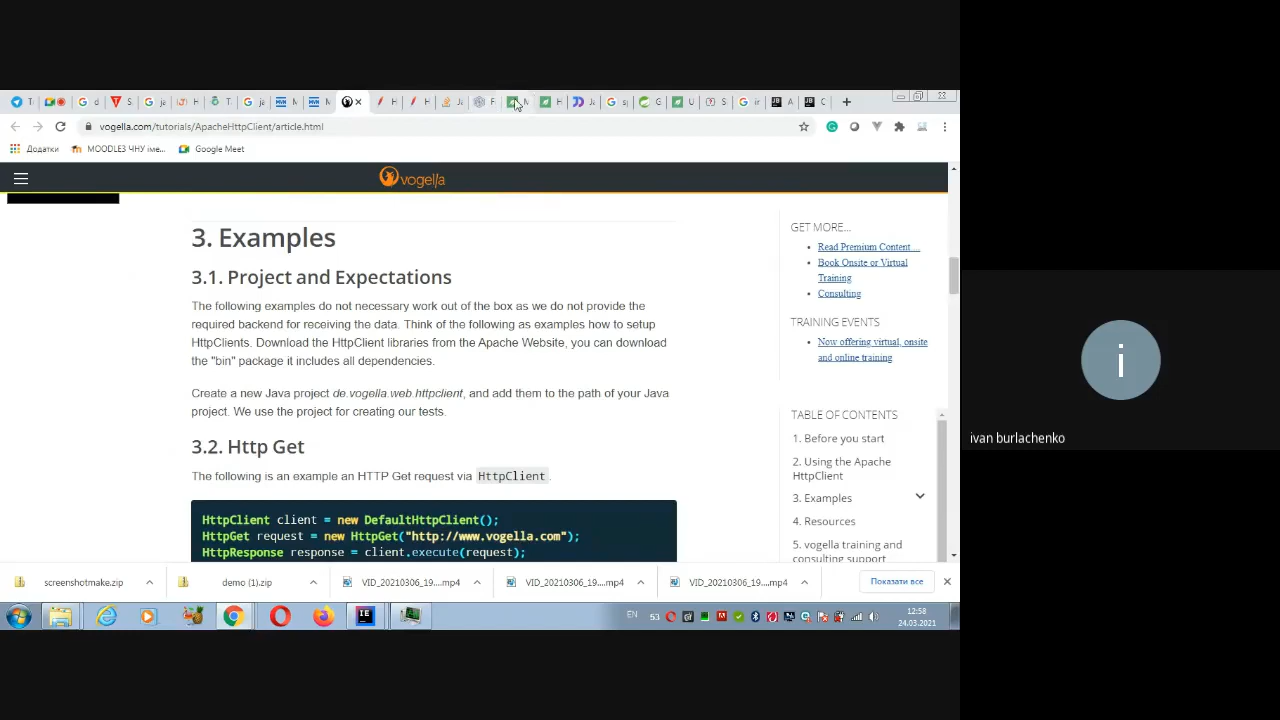 vogella.com/tutorials/ApacheHttpClient/article.html
Додатки
MOODLE3 ЧНУ іме...
Google Meet
vogella
3. Examples
3.1. Project and Expectations
The following examples do not necessary work out of the box as we do not provide the
required backend for receiving the data. Think of the following as examples how to setup
HttpClients. Download the HttpClient libraries from the Apache Website, you can download
the "bin" package it includes all dependencies.
Create a new Java project de.vogella.web.httpclient, and add them to the path of your Java
project. We use the project for creating our tests.
3.2. Http Get
The following is an example an HTTP Get request via HttpClient.
HttpClient client = new DefaultHttpClient();
HttpGet request = new HttpGet("http://www.vogella.com");
HttpResponse response = client.execute(request);
GET MORE...
Read Premium Content ...
Book Onsite or Virtual
Training
Consulting
TRAINING EVENTS
Now offering virtual, onsite
and online training
TABLE OF CONTENTS
1. Before you start
2. Using the Apache
HttpClient
3. Examples
4. Resources
5. vogella training and
consulting support
screenshotmake.zip
demo (1).zip
VID_20210306_19....mp4
VID_20210306_19....mp4
VID_20210306_19....mp4
Показати все
EN
53
12:58
24.03.2021
i
ivan burlachenko